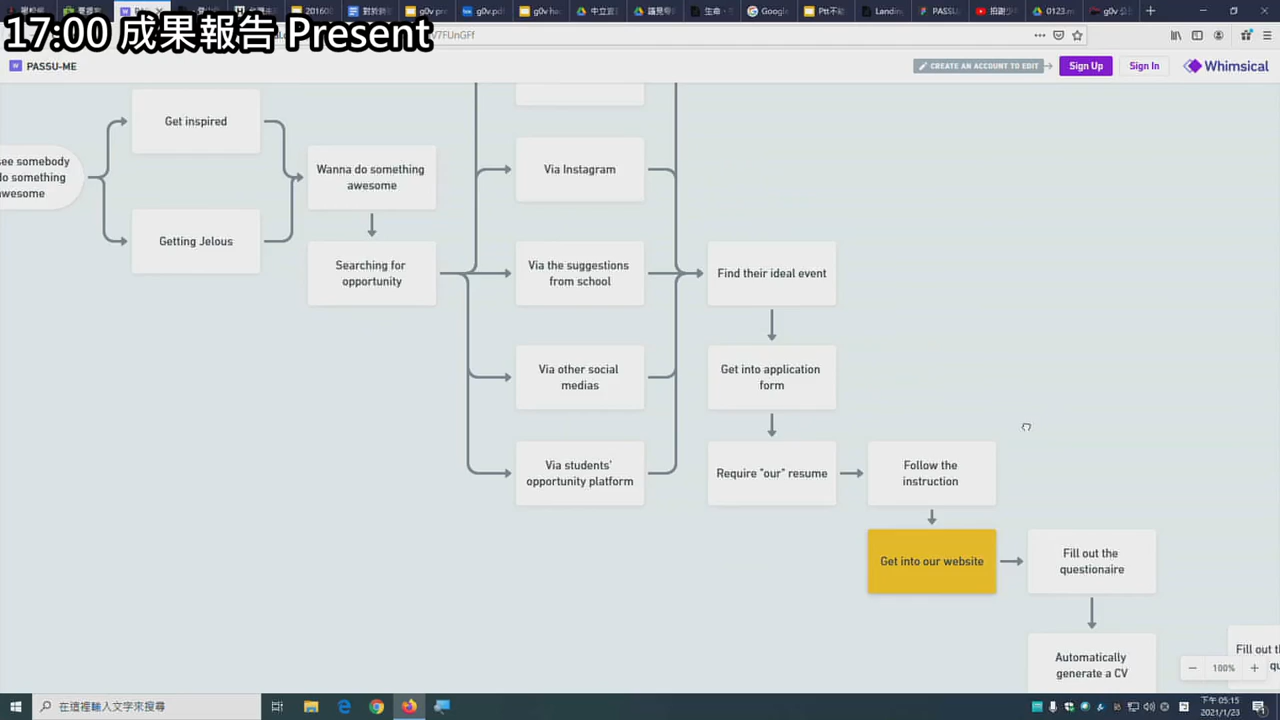 17:00 成果報告 Present
7FUnGff
PASSU-ME
CREATE AN ACCOUNT TO EDIT
Sign Up
Sign In
Whimsical
see somebody
do something
awesome
Get inspired
Getting Jelous
Wanna do something
awesome
Searching for
opportunity
Via Instagram
Via the suggestions
from school
Via other social
medias
Via students'
opportunity platform
Find their ideal event
Get into application
form
Require "our" resume
Follow the
instruction
Get into our website
Fill out the
questionaire
Automatically
generate a CV
Fill out t
100%
在這裡輸入文字來搜尋
下午 05:15
2021/1/23